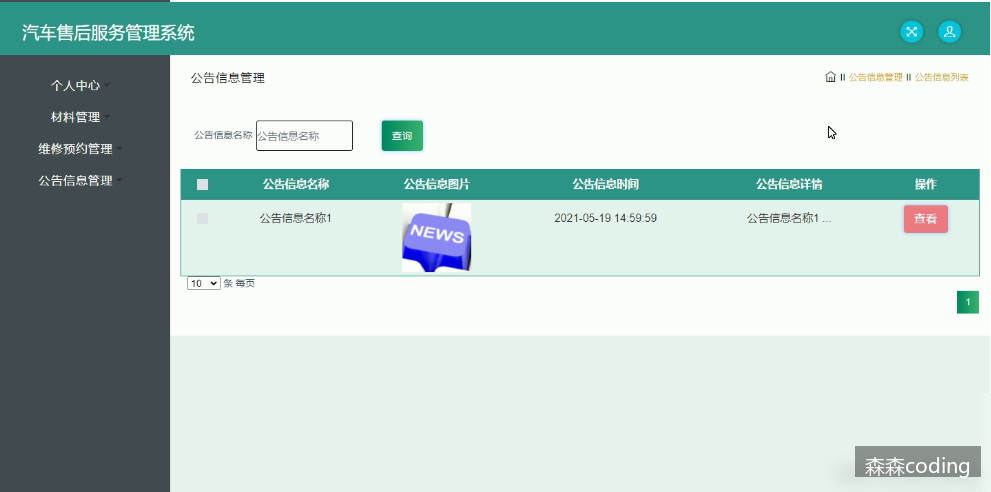 汽车售后服务管理系统
个人中心
材料管理
维修预约管理
公告信息管理
公告信息管理
公告信息管理 公告信息列表
公告信息名称 公告信息名称 查询
公告信息名称 公告信息图片 公告信息时间 公告信息详情 操作
公告信息名称1 NEWS 2021-05-19 14:59:59 公告信息名称1 ... 查看
10 条 每页
1
森森coding